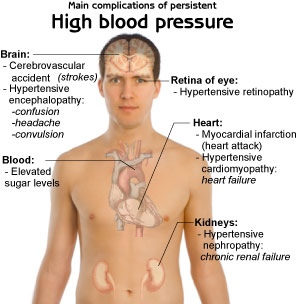 Main complications of persistent
High blood pressure
Brain:
- Cerebrovascular
accident (strokes)
- Hypertensive
encephalopathy:
-confusion
-headache
-convulsion
Retina of eye:
- Hypertensive retinopathy
Heart:
- Myocardial infarction
(heart attack)
- Hypertensive
cardiomyopathy:
heart failure
Blood:
- Elevated
sugar levels
Kidneys:
- Hypertensive
nephropathy:
chronic renal failure